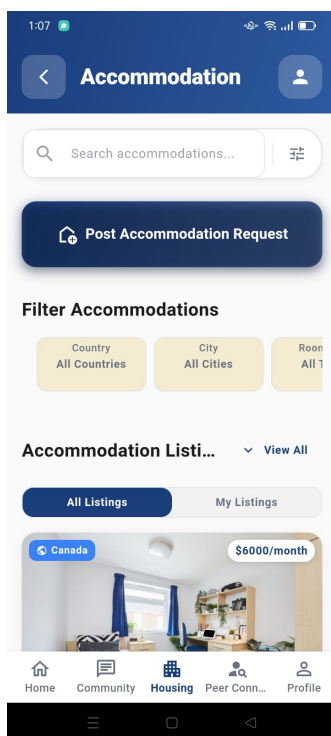 1:07
Accommodation
Search accommodations...
Post Accommodation Request
Filter Accommodations
Country
All Countries
City
All Cities
Room
All T
Accommodation Listi...
View All
All Listings
My Listings
Canada
$6000/month
Home
Community
Housing
Peer Conn...
Profile